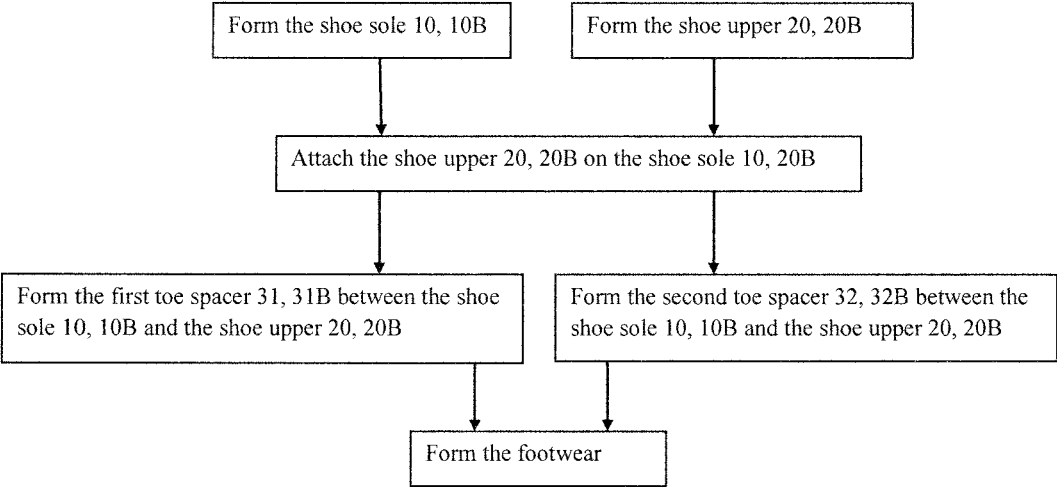 Form the shoe sole 10, 10B
Form the shoe upper 20, 20B
Attach the shoe upper 20, 20B on the shoe sole 10, 20B
Form the first toe spacer 31, 31B between the shoe
sole 10, 10B and the shoe upper 20, 20B
Form the second toe spacer 32, 32B between the
shoe sole 10, 10B and the shoe upper 20, 20B
Form the footwear